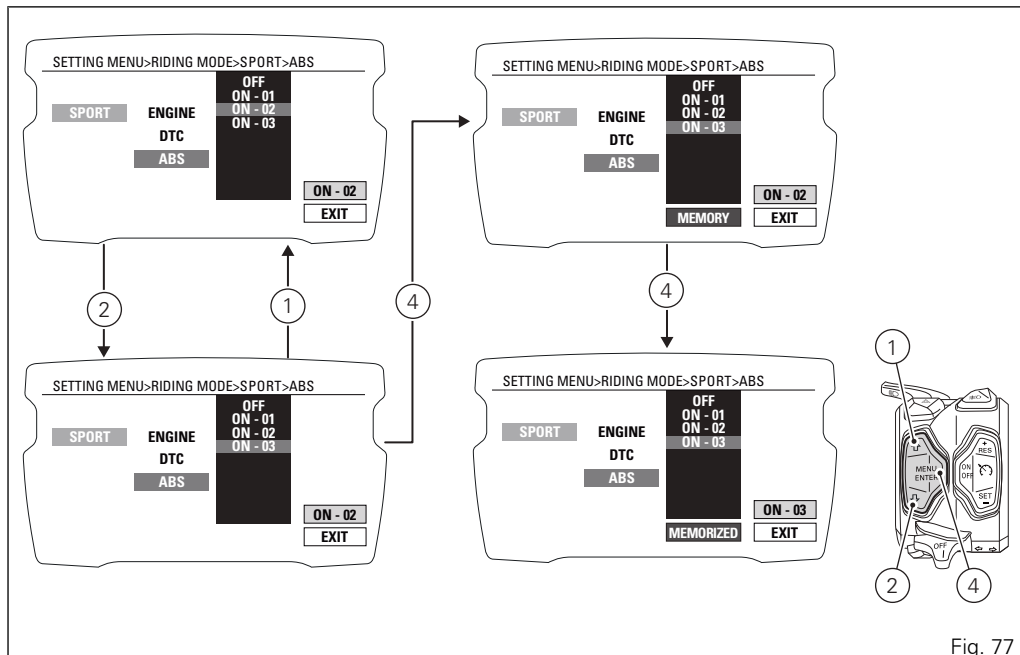 SETTING MENU>RIDING MODE>SPORT>ABS
OFF
ON - 01
SPORT ENGINE ON - 02
ON - 03
DTC
ABS
ON - 02
EXIT
SETTING MENU>RIDING MODE>SPORT>ABS
OFF
ON - 01
SPORT ENGINE ON - 02
ON - 03
DTC
ABS
ON - 02
MEMORY EXIT
2
1
4
4
SETTING MENU>RIDING MODE>SPORT>ABS
OFF
ON - 01
SPORT ENGINE ON - 02
ON - 03
DTC
ABS
ON - 02
EXIT
SETTING MENU>RIDING MODE>SPORT>ABS
OFF
ON - 01
SPORT ENGINE ON - 02
ON - 03
DTC
ABS
ON - 03
MEMORIZED EXIT
1
+
RES
MENU
ENTER
ON
OFF
SET
–
OFF
2
4
Fig. 77